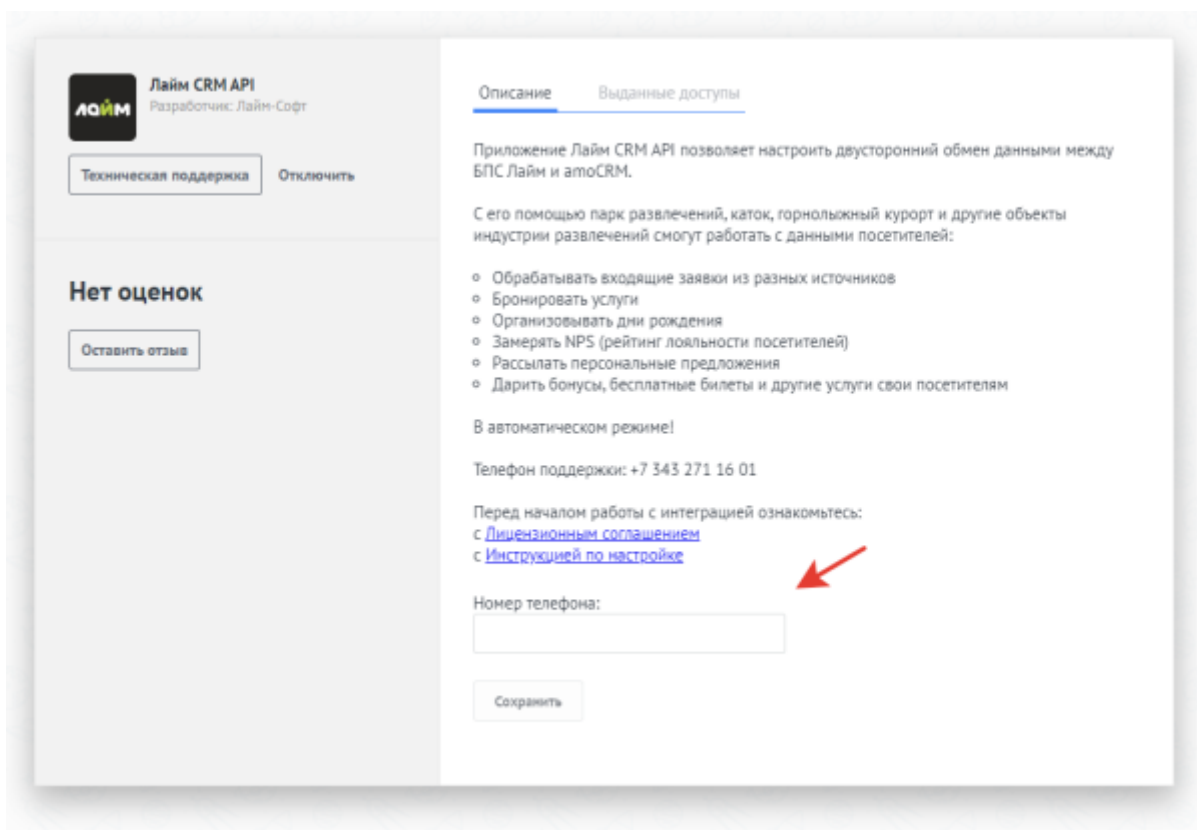 лайм
Лайм CRM API
Разработчик: Лайм-Софт
Техническая поддержка
Отключить
Нет оценок
Оставить отзыв
Описание
Выданные доступы
Приложение Лайм CRM API позволяет настроить двусторонний обмен данными между
БПС Лайм и amoCRM.
С его помощью парк развлечений, каток, горнолыжный курорт и другие объекты
индустрии развлечений смогут работать с данными посетителей:
Обрабатывать входящие заявки из разных источников
Бронировать услуги
Организовывать дни рождения
Замерять NPS (рейтинг лояльности посетителей)
Рассылать персональные предложения
Дарить бонусы, бесплатные билеты и другие услуги свои посетителям
В автоматическом режиме!
Телефон поддержки: +7 343 271 16 01
Перед началом работы с интеграцией ознакомьтесь:
с Лицензионным соглашением
с Инструкцией по настройке
Номер телефона:
Сохранить